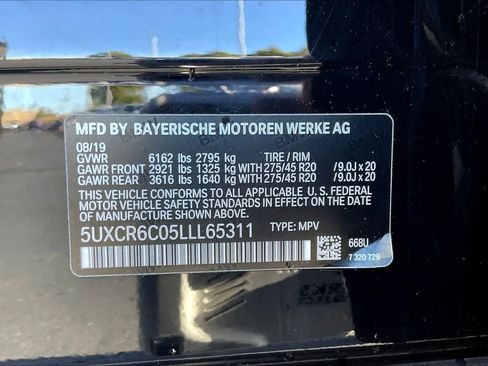 MFD BY BAYERISCHE MOTOREN WERKE AG
08/19
GVWR 6162 lbs 2795 kg TIRE / RIM
GAWR FRONT 2921 lbs 1325 kg WITH 275/45 R20 /9.0J x 20
GAWR REAR 3616 lbs 1640 kg WITH 275/45 R20 /9.0J x 20
THIS VEHICLE CONFORMS TO ALL APPLICABLE U. S. FEDERAL
MOTOR VEHICLE SAFETY STANDARDS IN EFFECT ON THE DATE
OF MANUFACTURE SHOWN ABOVE.
5UXCR6C05LLL65311 TYPE: MPV
668U
7 320 729